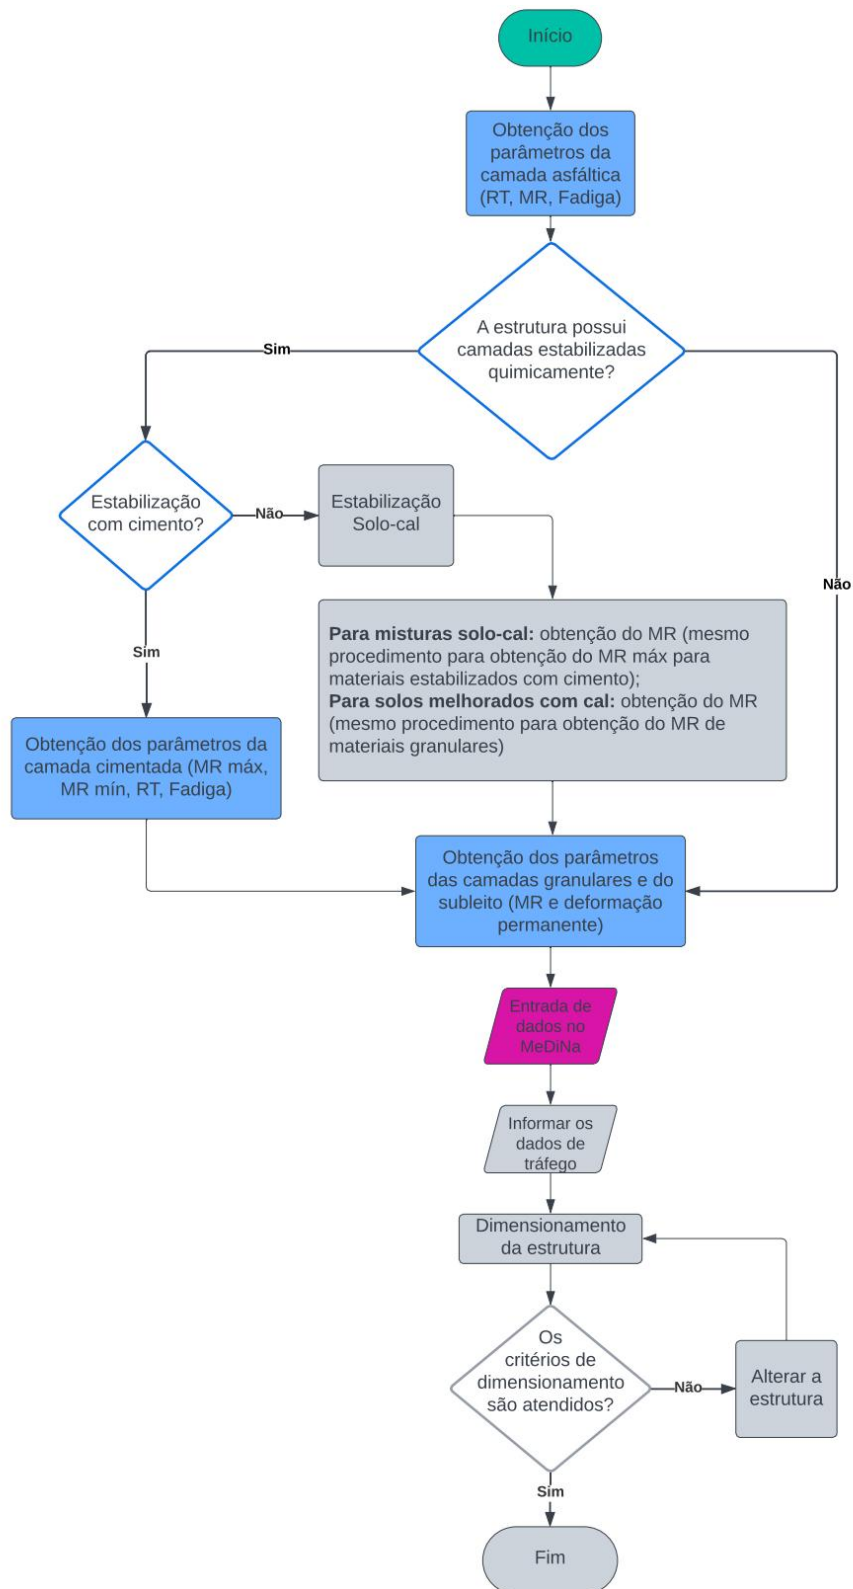 Início
Obtenção dos
parâmetros da
camada asfáltica
(RT, MR, Fadiga)
A estrutura possui
camadas estabilizadas
quimicamente?
Sim
Não
Estabilização
com cimento?
Não
Estabilização
Solo-cal
Sim
Para misturas solo-cal: obtenção do MR (mesmo
procedimento para obtenção do MR máx para
materiais estabilizados com cimento);
Para solos melhorados com cal: obtenção do MR
(mesmo procedimento para obtenção do MR de
materiais granulares)
Obtenção dos parâmetros da
camada cimentada (MR máx,
MR mín, RT, Fadiga)
Obtenção dos parâmetros
das camadas granulares e do
subleito (MR e deformação
permanente)
Entrada de
dados no
MeDiNa
Informar os
dados de
tráfego
Dimensionamento
da estrutura
Os
critérios de
dimensionamento
são atendidos?
Não
Alterar a
estrutura
Sim
Fim